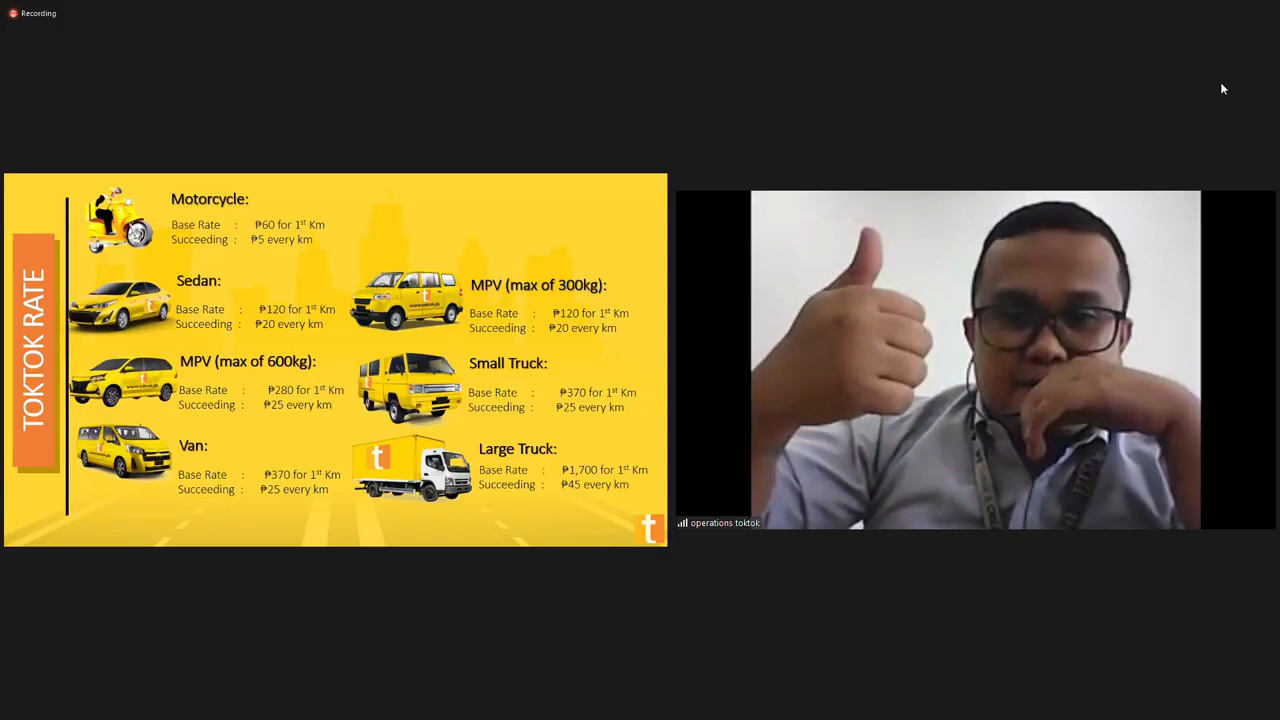 Recording
TOKTOK RATE
Motorcycle:
Base Rate : ₱60 for 1st Km
Succeeding : ₱5 every km
Sedan:
Base Rate : ₱120 for 1st Km
Succeeding : ₱20 every km
MPV (max of 300kg):
Base Rate : ₱120 for 1st Km
Succeeding : ₱20 every km
MPV (max of 600kg):
Base Rate : ₱280 for 1st Km
Succeeding : ₱25 every km
Small Truck:
Base Rate : ₱370 for 1st Km
Succeeding : ₱25 every km
Van:
Base Rate : ₱370 for 1st Km
Succeeding : ₱25 every km
Large Truck:
Base Rate : ₱1,700 for 1st Km
Succeeding : ₱45 every km
t
operations toktok